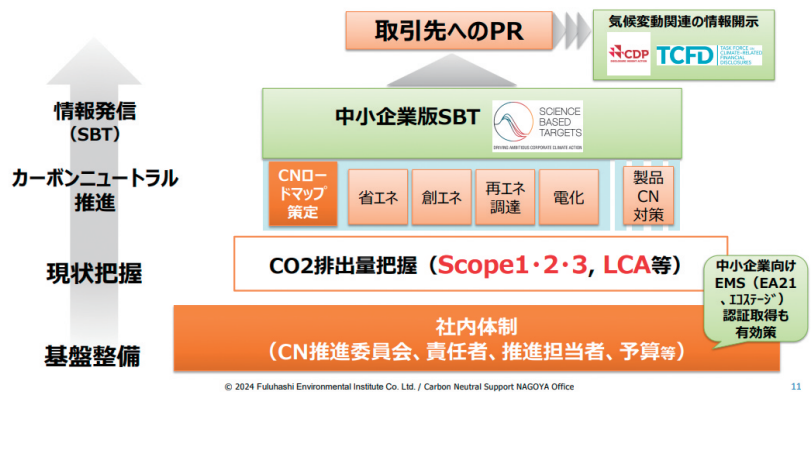 取引先へのPR
気候変動関連の情報開示
CDP
TCFD
TASK FORCE ON
CLIMATE-RELATED
FINANCIAL
DISCLOSURES
情報発信
（SBT）
中小企業版SBT
SCIENCE
BASED
TARGETS
DRIVING AMBITIOUS CORPORATE CLIMATE ACTION
カーボンニュートラル
推進
CNロー
ドマップ
策定
省エネ
創エネ
再エネ
調達
電化
製品
CN
対策
現状把握
CO2排出量把握（Scope1･2･3, LCA等）
中小企業向け
EMS（EA21
、ｴｺｽﾃｰｼﾞ）
認証取得も
有効策
基盤整備
社内体制
（CN推進委員会、責任者、推進担当者、予算等）
© 2024 Fuluhashi Environmental Institute Co. Ltd. / Carbon Neutral Support NAGOYA Office
11